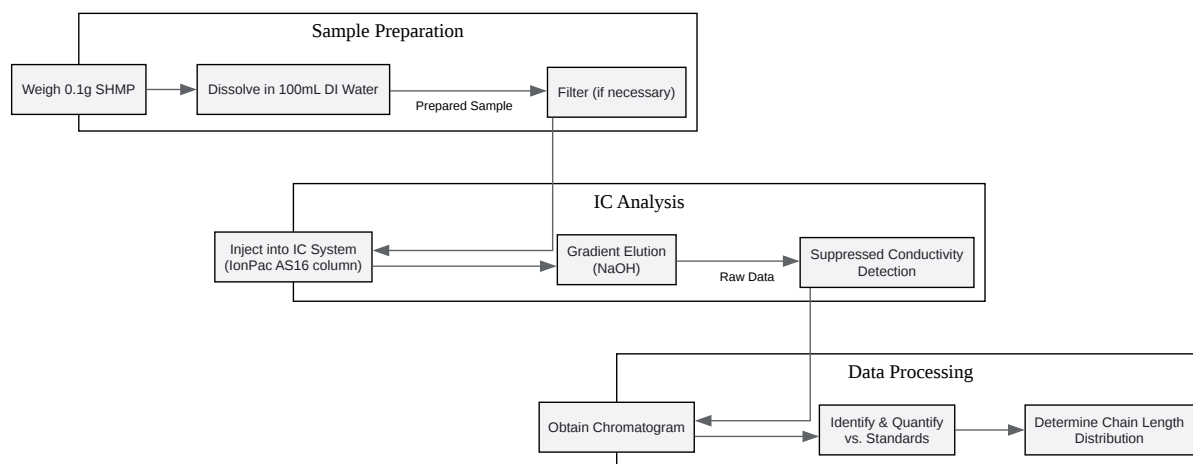 Sample Preparation
Weigh 0.1g SHMP
Dissolve in 100mL DI Water
Prepared Sample
Filter (if necessary)
IC Analysis
Inject into IC System
(IonPac AS16 column)
Gradient Elution
(NaOH)
Raw Data
Suppressed Conductivity
Detection
Data Processing
Obtain Chromatogram
Identify & Quantify
vs. Standards
Determine Chain Length
Distribution